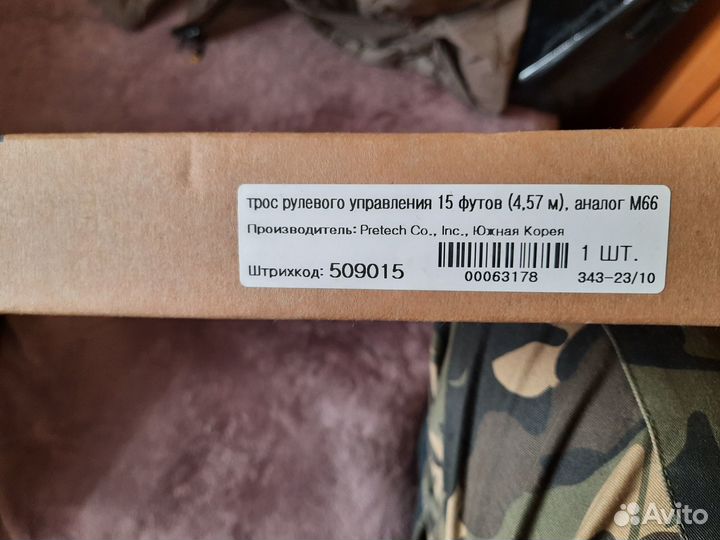 трос рулевого управления 15 футов (4,57 м), аналог М66
Производитель: Pretech Co., Inc., Южная Корея
1 ШТ.
Штрихкод: 509015
00063178
343-23/10
Avito